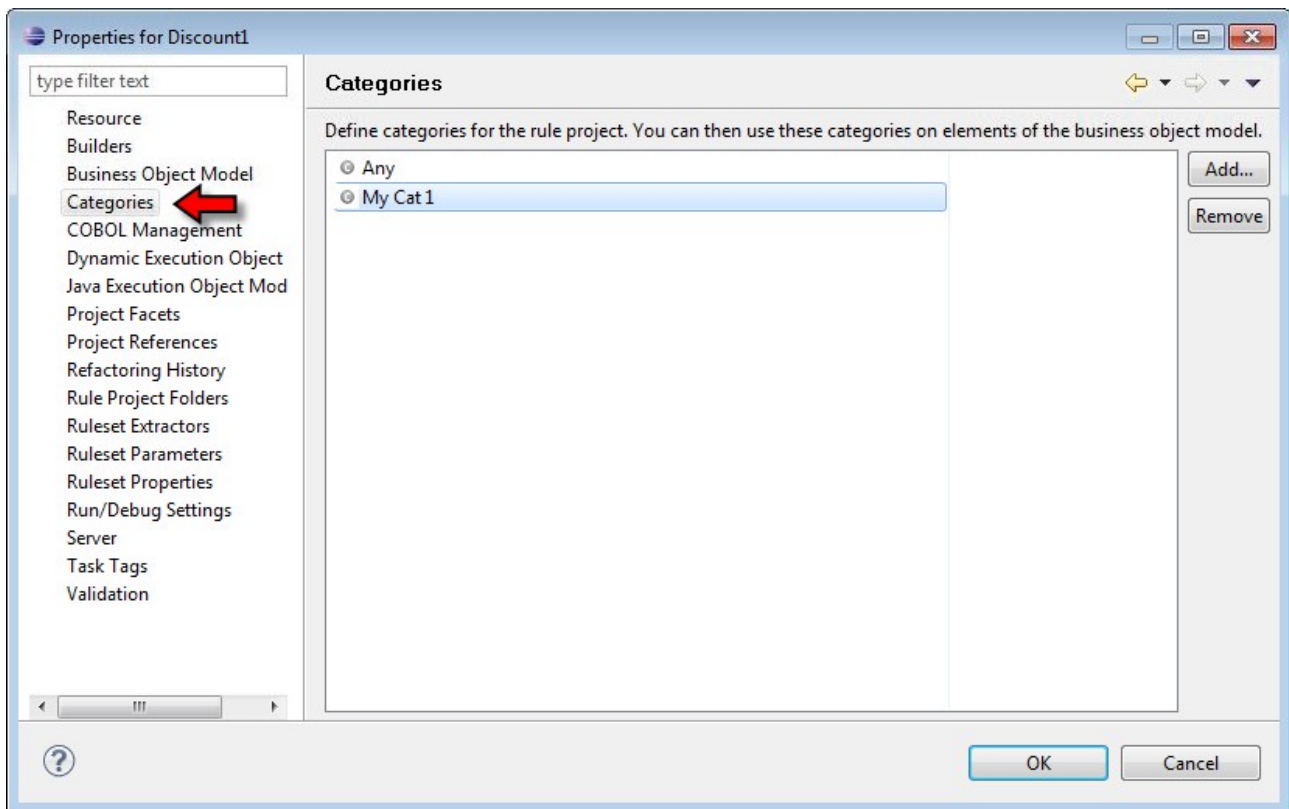 Properties for Discount1
type filter text
Resource
Builders
Business Object Model
Categories
COBOL Management
Dynamic Execution Object
Java Execution Object Mod
Project Facets
Project References
Refactoring History
Rule Project Folders
Ruleset Extractors
Ruleset Parameters
Ruleset Properties
Run/Debug Settings
Server
Task Tags
Validation
Categories
Define categories for the rule project. You can then use these categories on elements of the business object model.
Any
My Cat 1
Add...
Remove
OK
Cancel